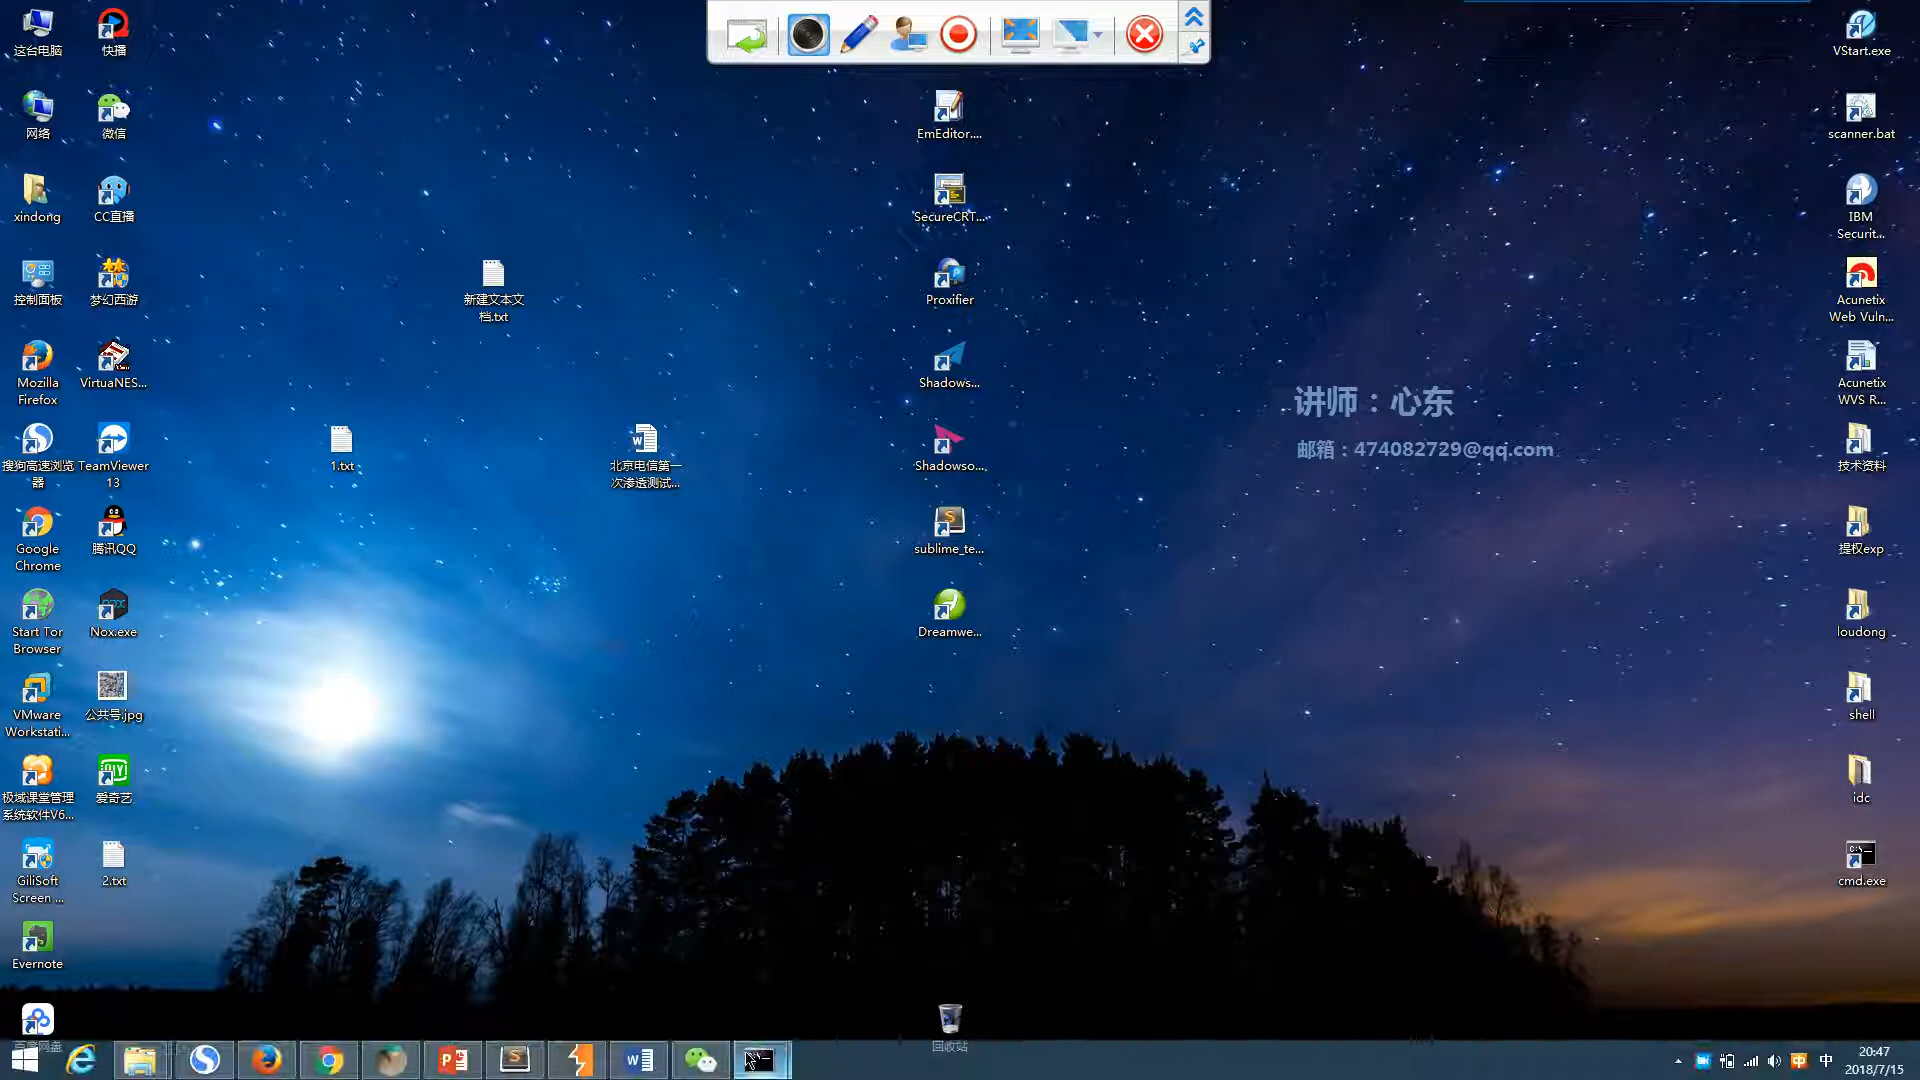 这台电脑
快播
网络
微信
xindong
CC直播
控制面板
梦幻西游
Mozilla
Firefox
VirtuaNES...
搜狗高速浏览
器
TeamViewer
13
Google
Chrome
腾讯QQ
Start Tor
Browser
Nox.exe
VMware
Workstati...
公共号.jpg
极域课堂管理
系统软件V6...
爱奇艺
GiliSoft
Screen ...
2.txt
Evernote
百度网盘
新建文本文
档.txt
1.txt
北京电信第一
次渗透测试...
EmEditor....
SecureCRT...
Proxifier
Shadows...
Shadowso...
sublime_te...
Dreamwe...
回收站
讲师：心东
邮箱：474082729@qq.com
VStart.exe
scanner.bat
IBM
Securit...
Acunetix
Web Vuln...
Acunetix
WVS R...
技术资料
提权exp
loudong
shell
idc
cmd.exe
中
20:47
2018/7/15